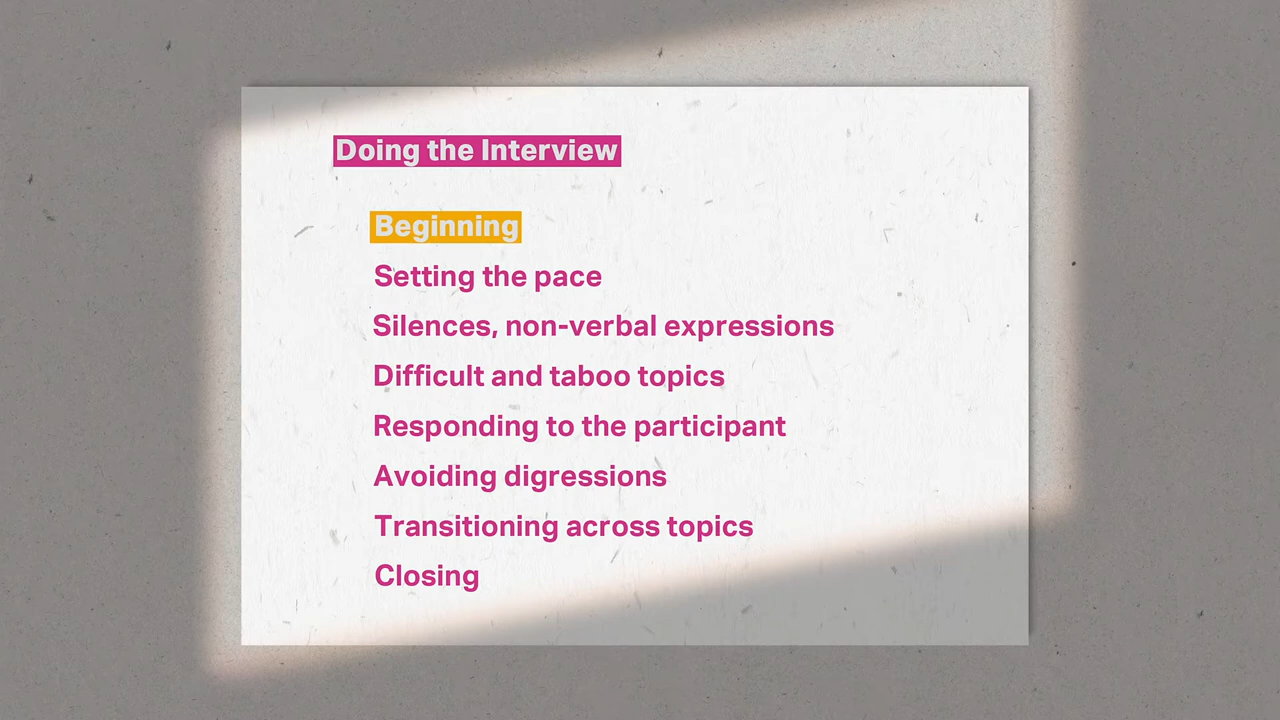 Doing the Interview
Beginning
Setting the pace
Silences, non-verbal expressions
Difficult and taboo topics
Responding to the participant
Avoiding digressions
Transitioning across topics
Closing